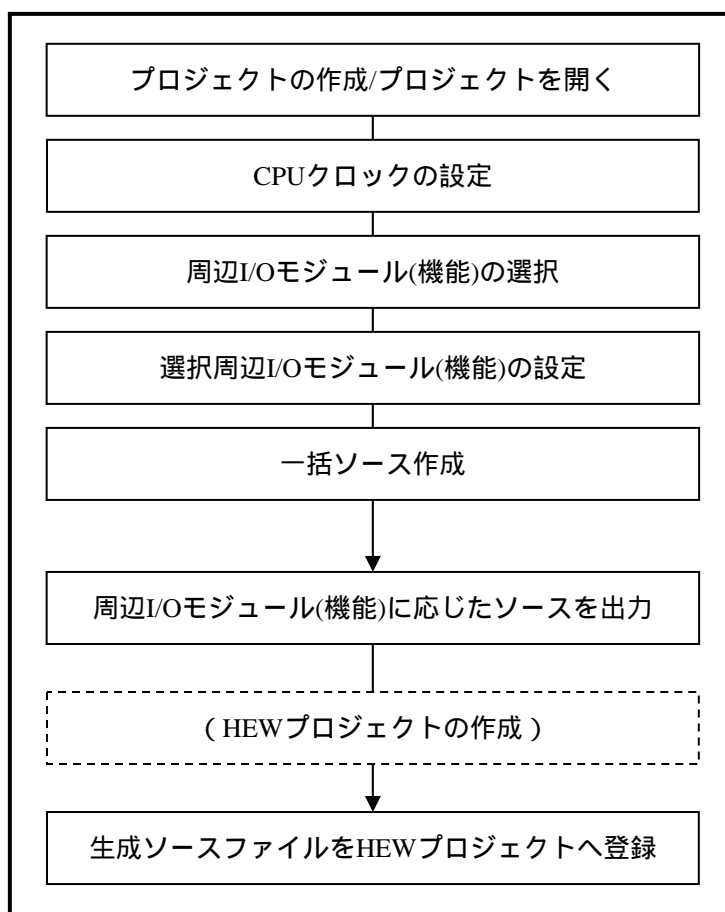 プロジェクトの作成/プロジェクトを開く
CPUクロックの設定
周辺I/Oモジュール(機能)の選択
選択周辺I/Oモジュール(機能)の設定
一括ソース作成
周辺I/Oモジュール(機能)に応じたソースを出力
(HEWプロジェクトの作成)
生成ソースファイルをHEWプロジェクトへ登録